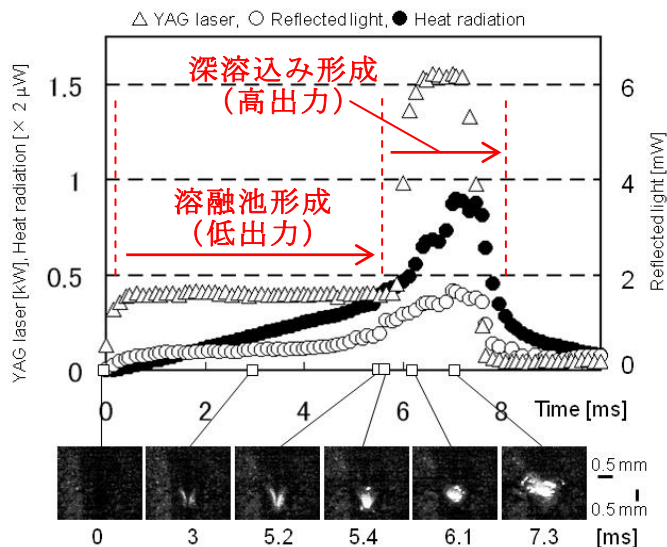 △ YAG laser, ○ Reflected light, ● Heat radiation
YAG laser [kW], Heat radiation [× 2 μW]
1.5
1
0.5
0
深溶込み形成
（高出力）
溶融池形成
（低出力）
6
4
2
0
Reflected light [mW]
0 2 4 6 8 Time [ms]
0.5 mm
0.5 mm
0 3 5.2 5.4 6.1 7.3 [ms]